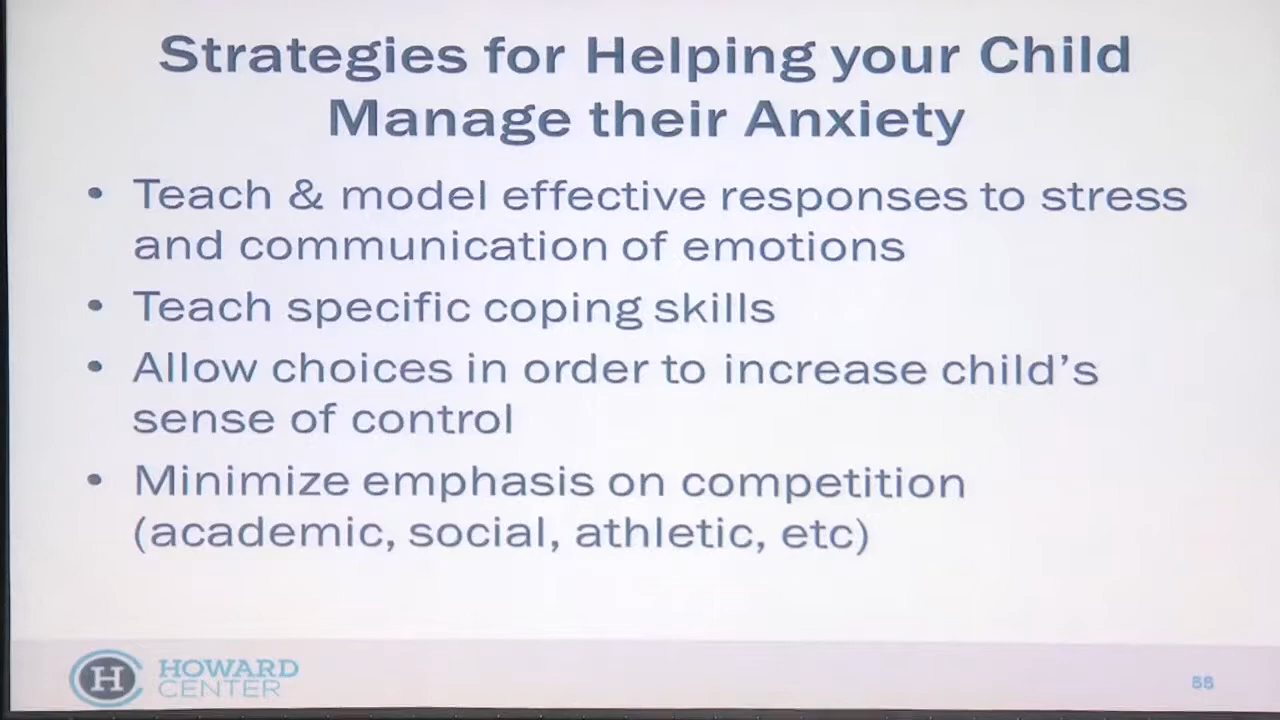 Strategies for Helping your Child
Manage their Anxiety
• Teach & model effective responses to stress
and communication of emotions
• Teach specific coping skills
• Allow choices in order to increase child's
sense of control
• Minimize emphasis on competition
(academic, social, athletic, etc)
H HOWARD
CENTER